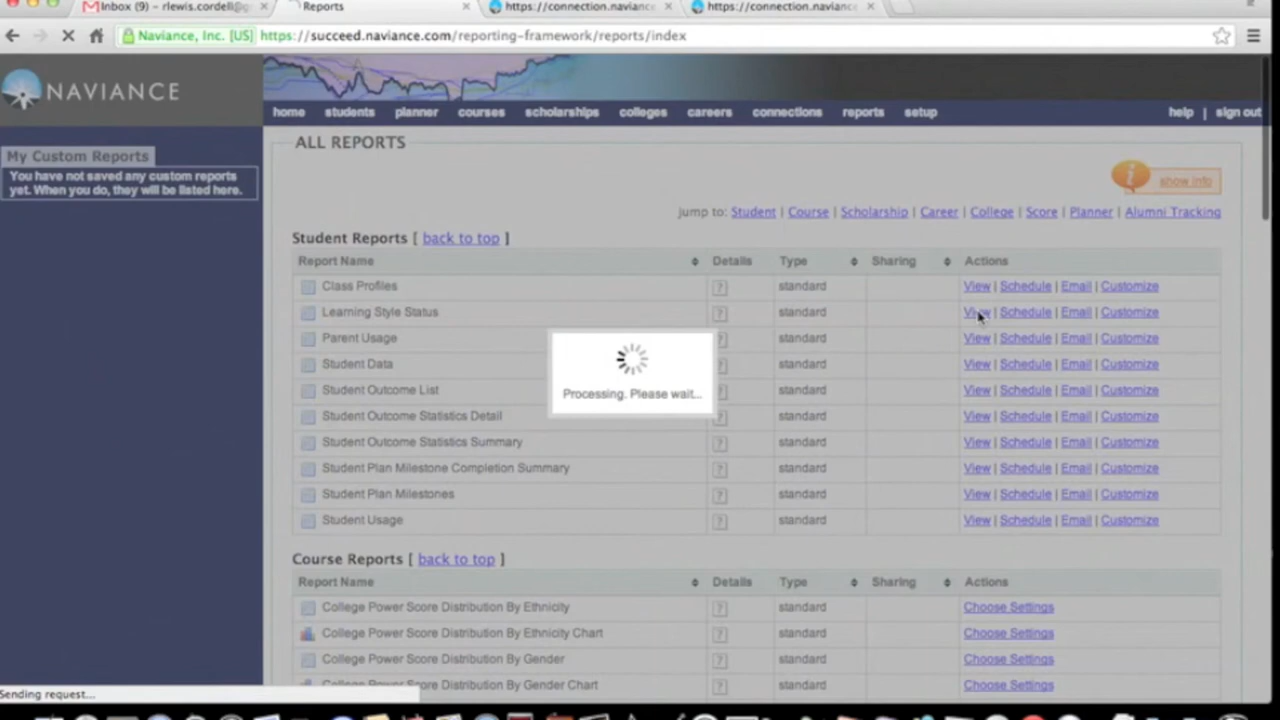 Inbox (9) – rlewis.cordell@g
Reports
https://connection.naviance
https://connection.naviance
Naviance, Inc. [US] https://succeed.naviance.com/reporting-framework/reports/index
NAVIANCE
home students planner courses scholarships colleges careers connections reports setup help | sign out
My Custom Reports
You have not saved any custom reports
yet. When you do, they will be listed here.
ALL REPORTS
i show info
jump to: Student | Course | Scholarship | Career | College | Score | Planner | Alumni Tracking
Student Reports [ back to top ]
Report Name Details Type Sharing Actions
Class Profiles ? standard View | Schedule | Email | Customize
Learning Style Status ? standard View | Schedule | Email | Customize
Parent Usage ? standard View | Schedule | Email | Customize
Student Data ? standard View | Schedule | Email | Customize
Student Outcome List ? standard View | Schedule | Email | Customize
Student Outcome Statistics Detail ? standard View | Schedule | Email | Customize
Student Outcome Statistics Summary ? standard View | Schedule | Email | Customize
Student Plan Milestone Completion Summary ? standard View | Schedule | Email | Customize
Student Plan Milestones ? standard View | Schedule | Email | Customize
Student Usage ? standard View | Schedule | Email | Customize
Processing. Please wait...
Course Reports [ back to top ]
Report Name Details Type Sharing Actions
College Power Score Distribution By Ethnicity ? standard Choose Settings
College Power Score Distribution By Ethnicity Chart ? standard Choose Settings
College Power Score Distribution By Gender ? standard Choose Settings
College Power Score Distribution By Gender Chart ? standard Choose Settings
Sending request...